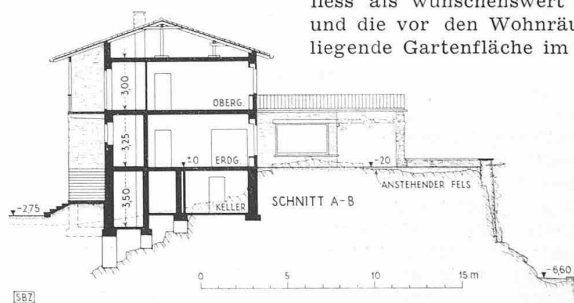 fliess als wünschenswert
und die vor den Wohnräu
liegende Gartenfläche im
3,00
OBERG.
3,25
±0
ERDG.
-20
ANSTEHENDER FELS
-2,75
3,50
KELLER
SCHNITT A-B
-6,60
0 5 10 15 m
SBZ